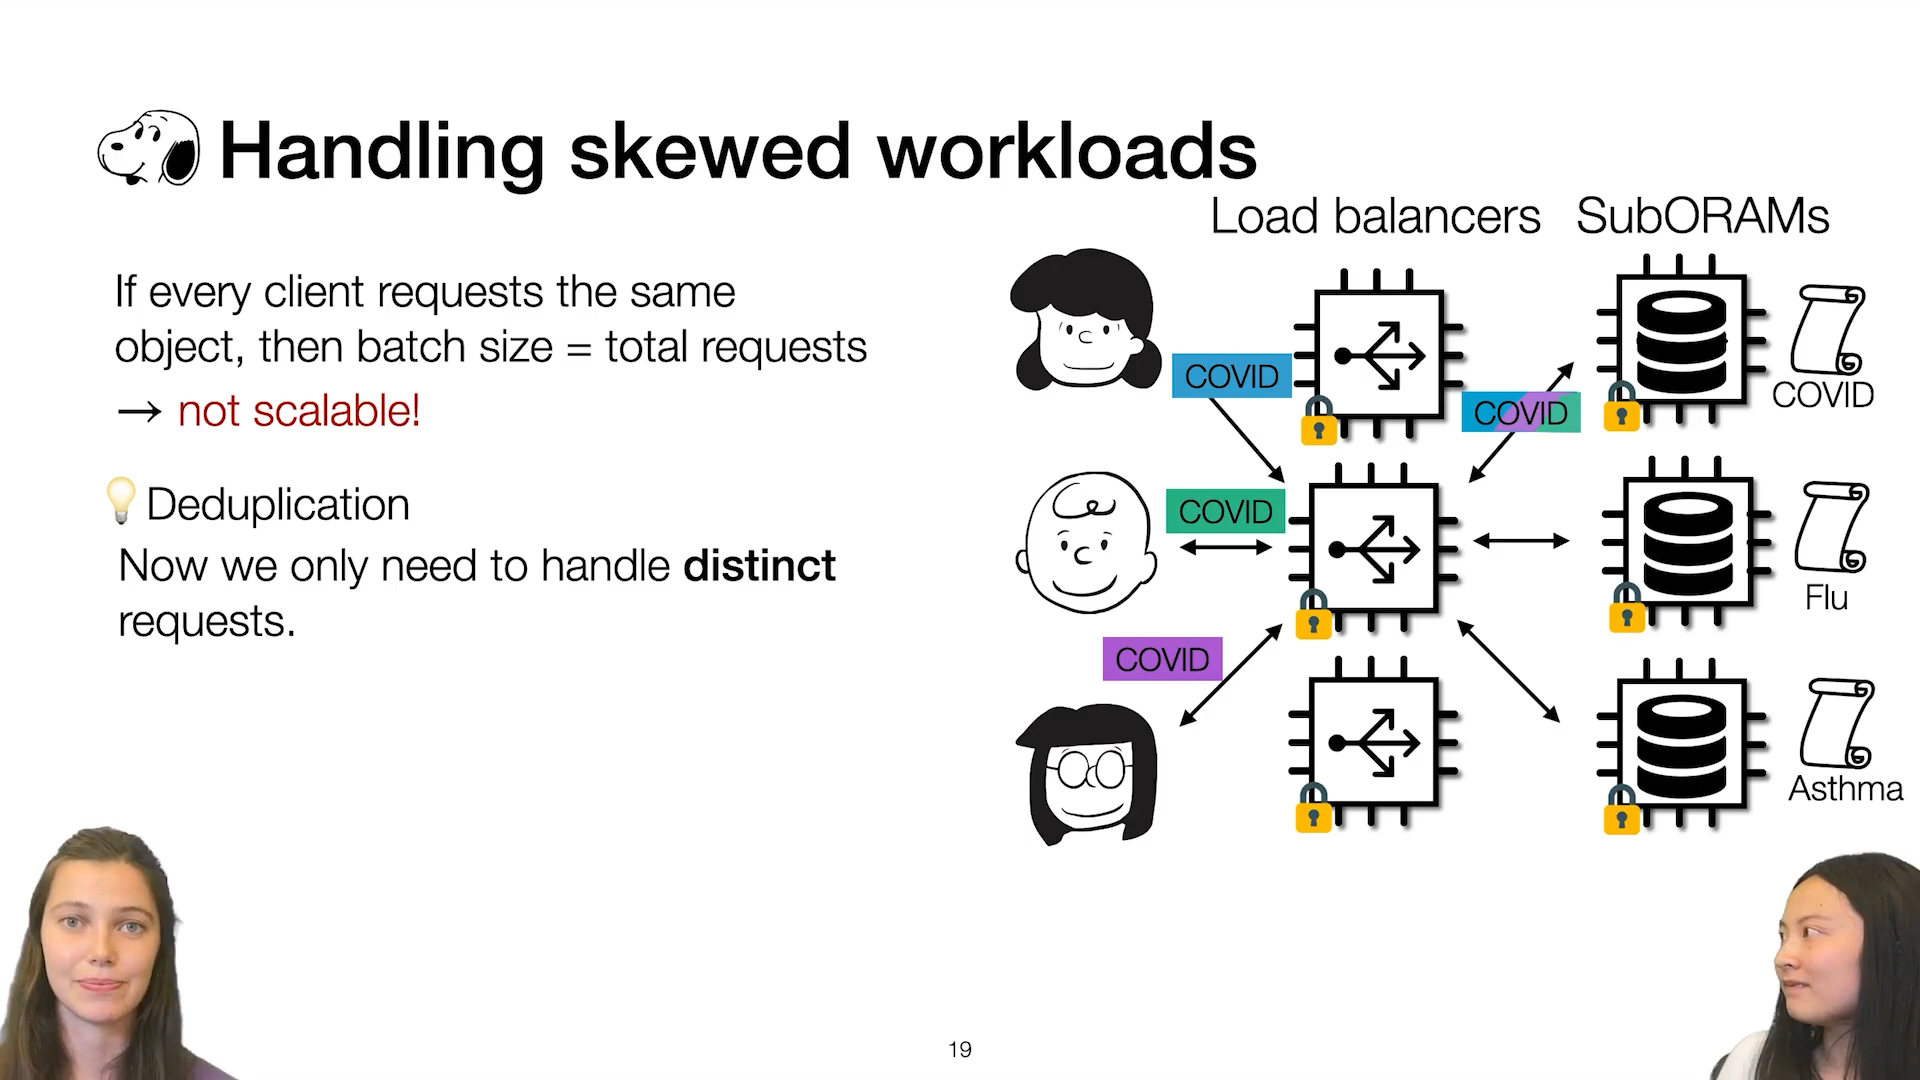 Handling skewed workloads
Load balancers SubORAMs
If every client requests the same
object, then batch size = total requests
→ not scalable!
Deduplication
Now we only need to handle distinct
requests.
COVID
COVID
COVID
COVID
COVID
Flu
Asthma
19